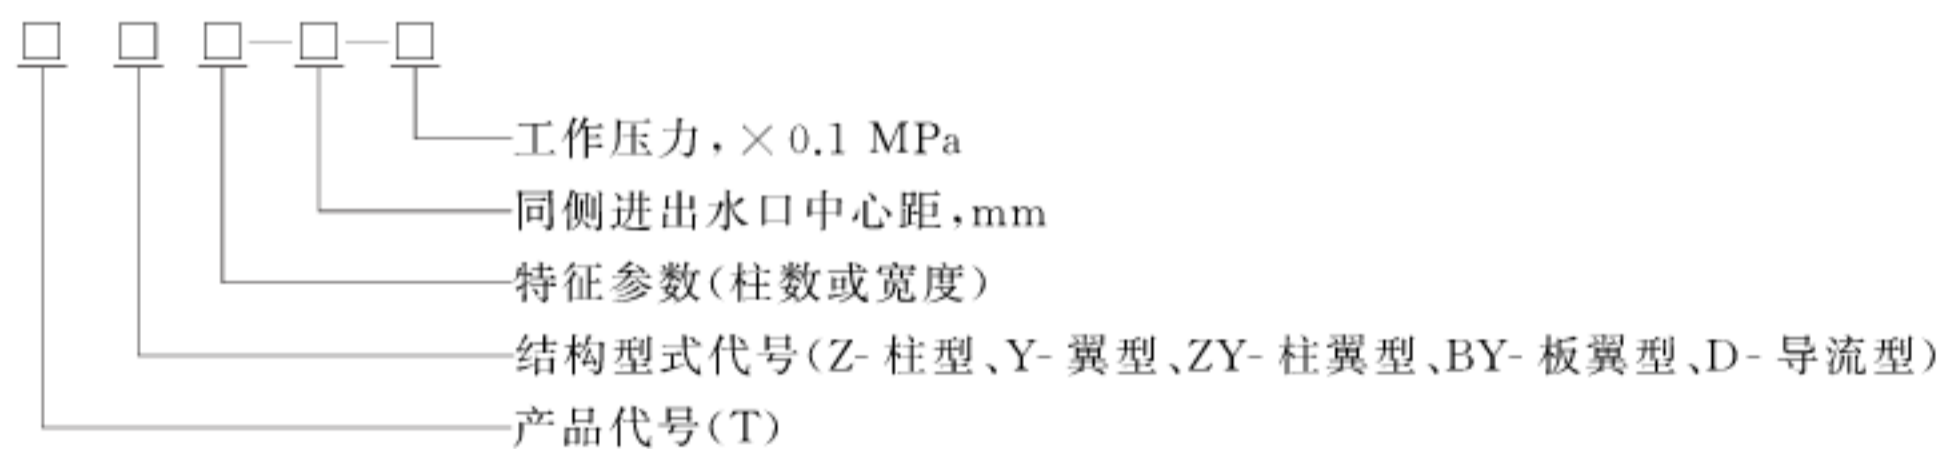 □ □ □—□—□
工作压力,×0.1 MPa
同侧进出水口中心距,mm
特征参数(柱数或宽度)
结构型式代号(Z-柱型、Y-翼型、ZY-柱翼型、BY-板翼型、D-导流型)
产品代号(T)